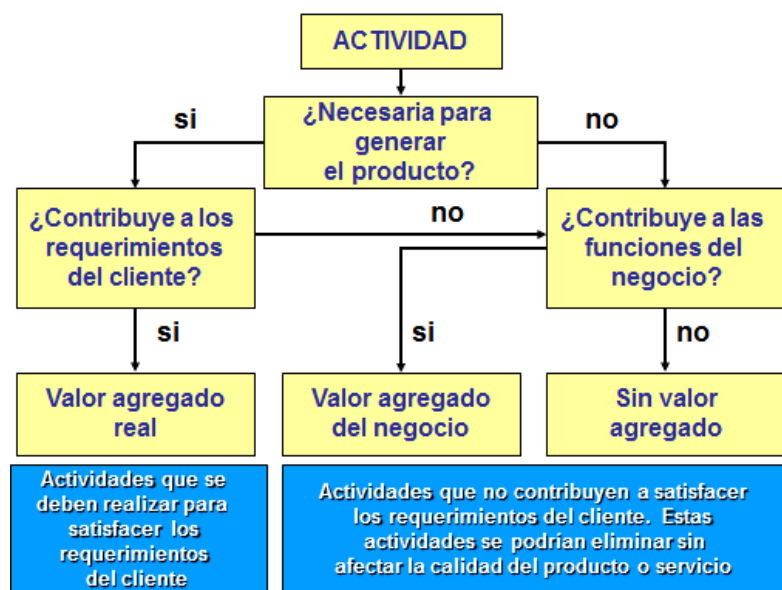 ACTIVIDAD
¿Necesaria para
generar
el producto?
si
no
¿Contribuye a los
requerimientos
del cliente?
no
¿Contribuye a las
funciones del
negocio?
si
si
no
Valor agregado
real
Valor agregado
del negocio
Sin valor
agregado
Actividades que se
deben realizar para
satisfacer los
requerimientos
del cliente
Actividades que no contribuyen a satisfacer
los requerimientos del cliente. Estas
actividades se podrían eliminar sin
afectar la calidad del producto o servicio